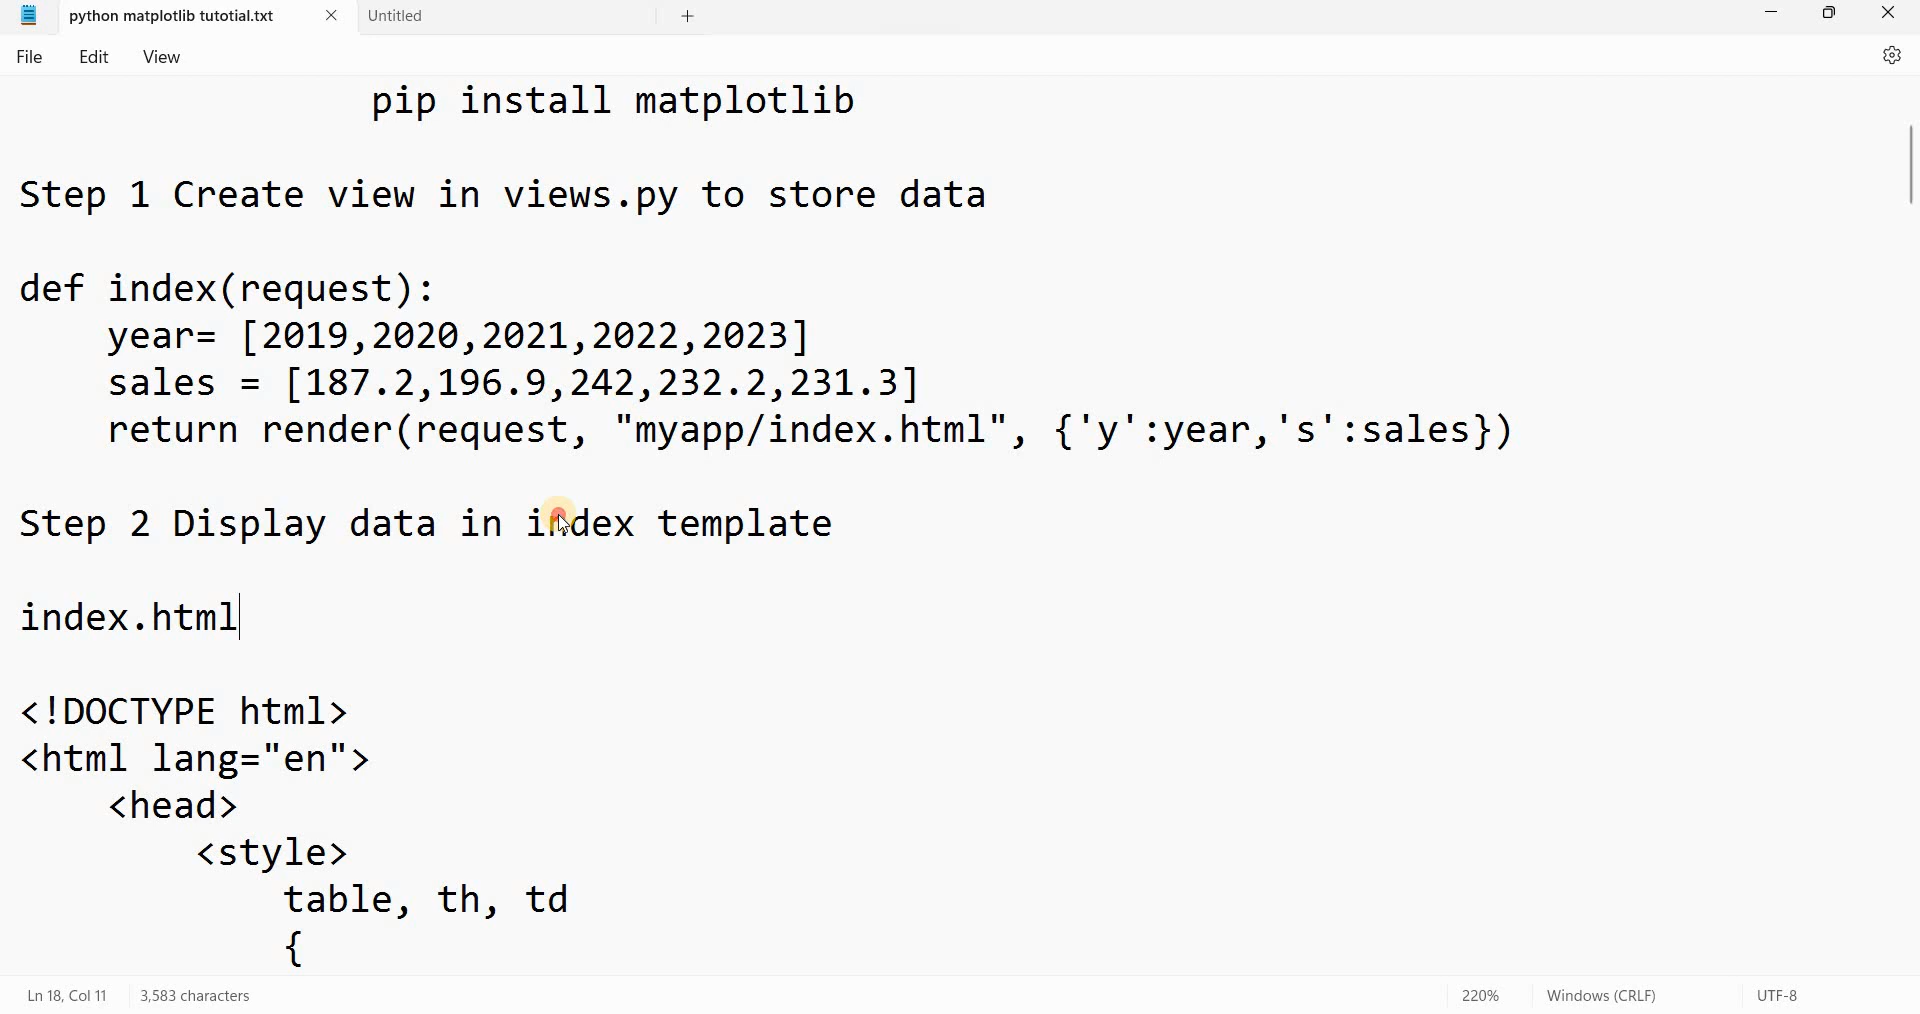 python matplotlib tutotial.txt
Untitled
File Edit View
pip install matplotlib
Step 1 Create view in views.py to store data
def index(request):
year= [2019,2020,2021,2022,2023]
sales = [187.2,196.9,242,232.2,231.3]
return render(request, "myapp/index.html", {'y':year,'s':sales})
Step 2 Display data in index template
index.html
<!DOCTYPE html>
<html lang="en">
<head>
<style>
table, th, td
{
Ln 18, Col 11 3,583 characters 220% Windows (CRLF) UTF-8